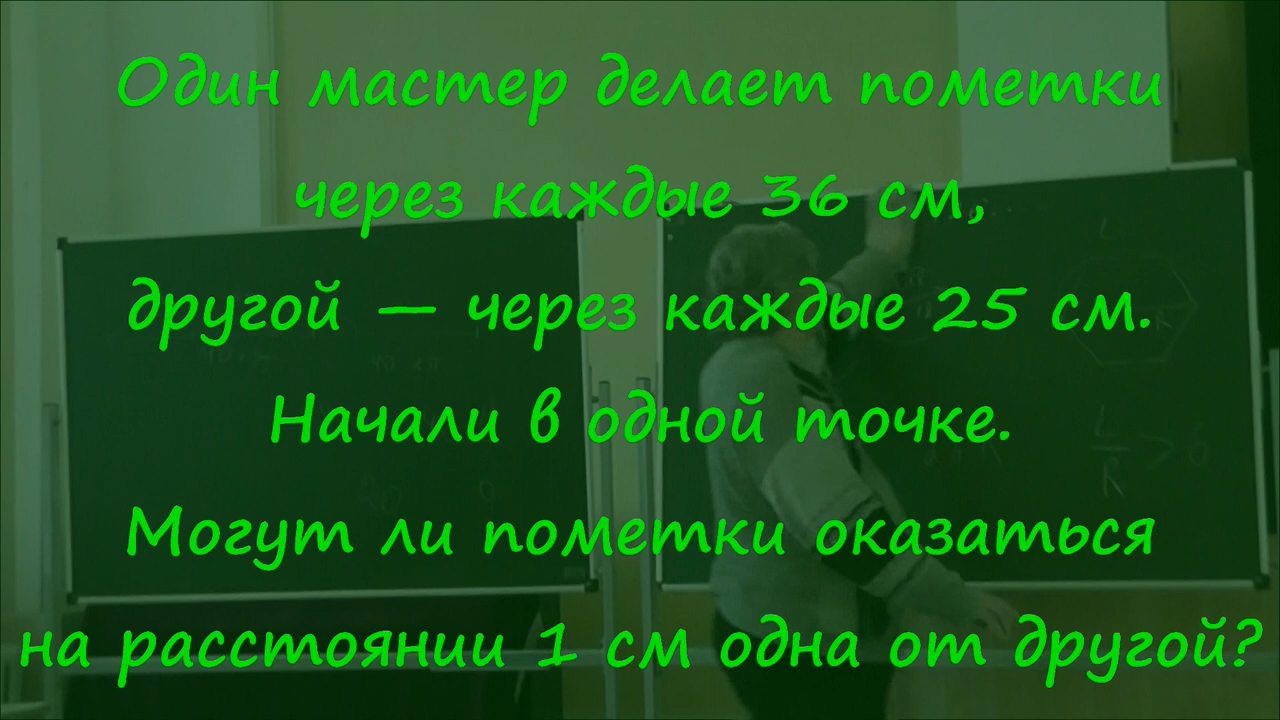 Один мастер делает пометки
через каждые 36 см,
другой — через каждые 25 см.
Начали в одной точке.
Могут ли пометки оказаться
на расстоянии 1 см одна от другой?
L
R
L
R > 6